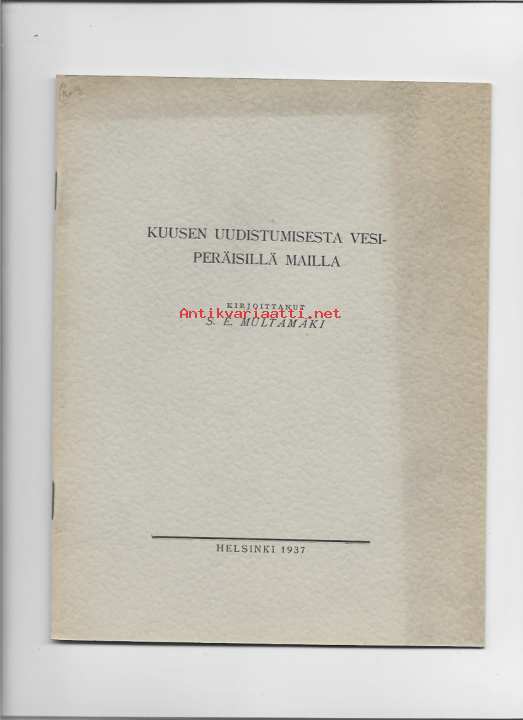 KUUSEN UUDISTUMISESTA VESI-
PERÄISILLÄ MAILLA
KIRJOITTANUT
Antikvariaatti.net
S. E. MULTAMÄKI
HELSINKI 1937